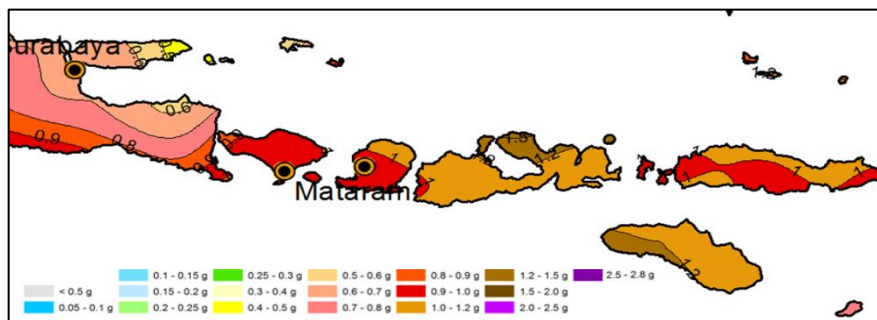 Surabaya
0.6
0.9
0.8
Mataram
1
1.2
< 0.5 g
0.05 - 0.1 g
0.1 - 0.15 g
0.15 - 0.2 g
0.2 - 0.25 g
0.25 - 0.3 g
0.3 - 0.4 g
0.4 - 0.5 g
0.5 - 0.6 g
0.6 - 0.7 g
0.7 - 0.8 g
0.8 - 0.9 g
0.9 - 1.0 g
1.0 - 1.2 g
1.2 - 1.5 g
1.5 - 2.0 g
2.0 - 2.5 g
2.5 - 2.8 g